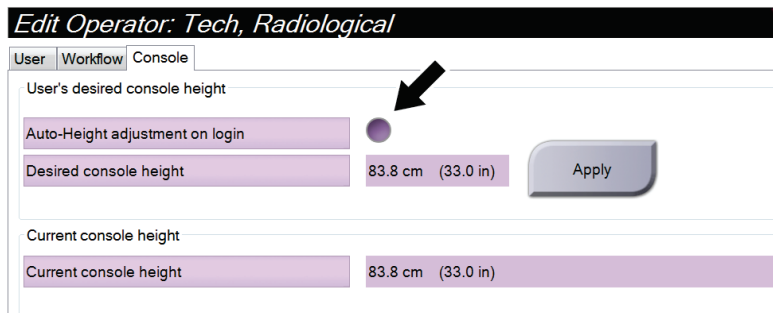 Edit Operator: Tech, Radiological
User Workflow Console
User's desired console height
Auto-Height adjustment on login
Desired console height 83.8 cm (33.0 in) Apply
Current console height
Current console height 83.8 cm (33.0 in)